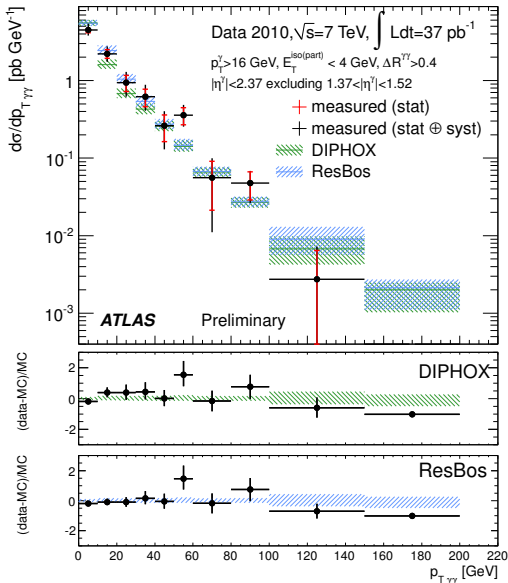 dσ/dp_{T γγ} [pb GeV⁻¹]
Data 2010, √s=7 TeV, ∫ Ldt=37 pb⁻¹
p_T^γ>16 GeV, E_T^{iso(part)} < 4 GeV, ΔR^{γγ}>0.4
|η^γ|<2.37 excluding 1.37<|η^γ|<1.52
measured (stat)
measured (stat ⊕ syst)
DIPHOX
ResBos
1
10⁻¹
10⁻²
10⁻³
ATLAS Preliminary
(data-MC)/MC
DIPHOX
2
0
-2
(data-MC)/MC
ResBos
2
0
-2
0 20 40 60 80 100 120 140 160 180 200 220
p_{T γγ} [GeV]